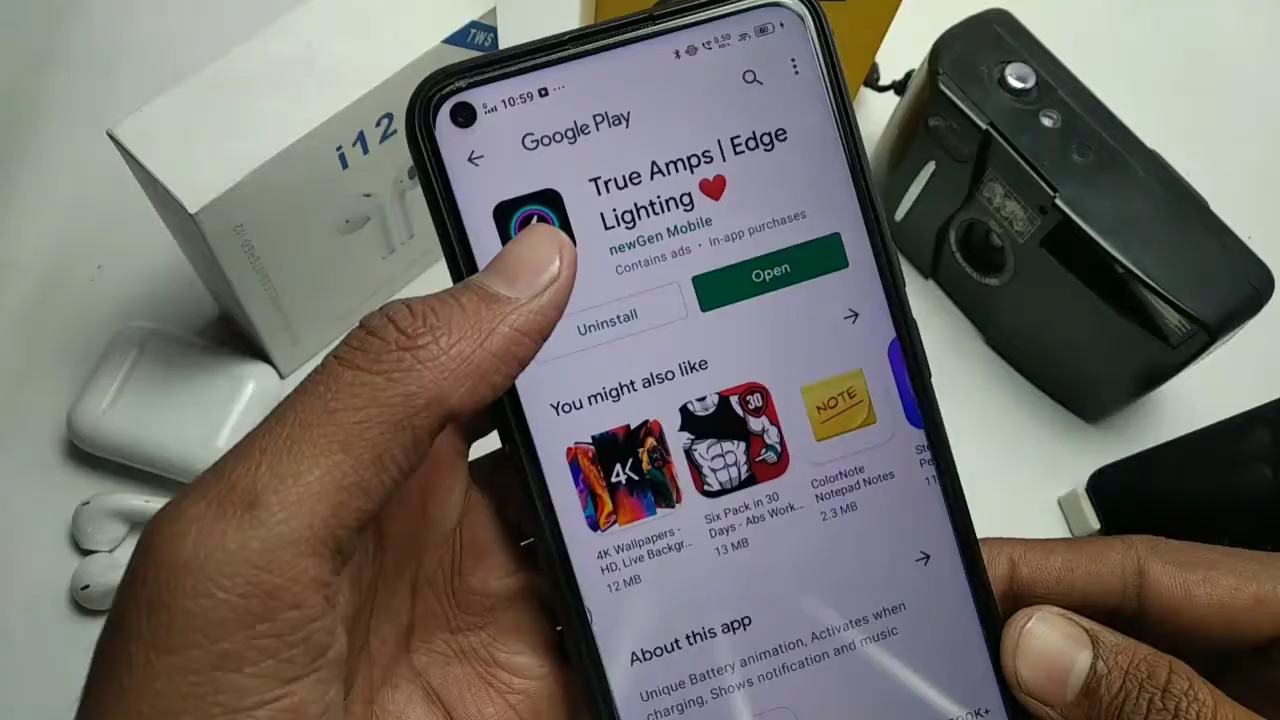 TWS
i12
10:59
0.50
60
Google Play
True Amps | Edge
Lighting❤️
newGen Mobile
Contains ads • In-app purchases
Uninstall
Open
You might also like
4K
30
NOTE
4K Wallpapers -
HD, Live Backgr...
12 MB
Six Pack in 30
Days - Abs Work...
13 MB
ColorNote
Notepad Notes
2.3 MB
About this app
Unique Battery animation, Activates when
charging, Shows notification and music